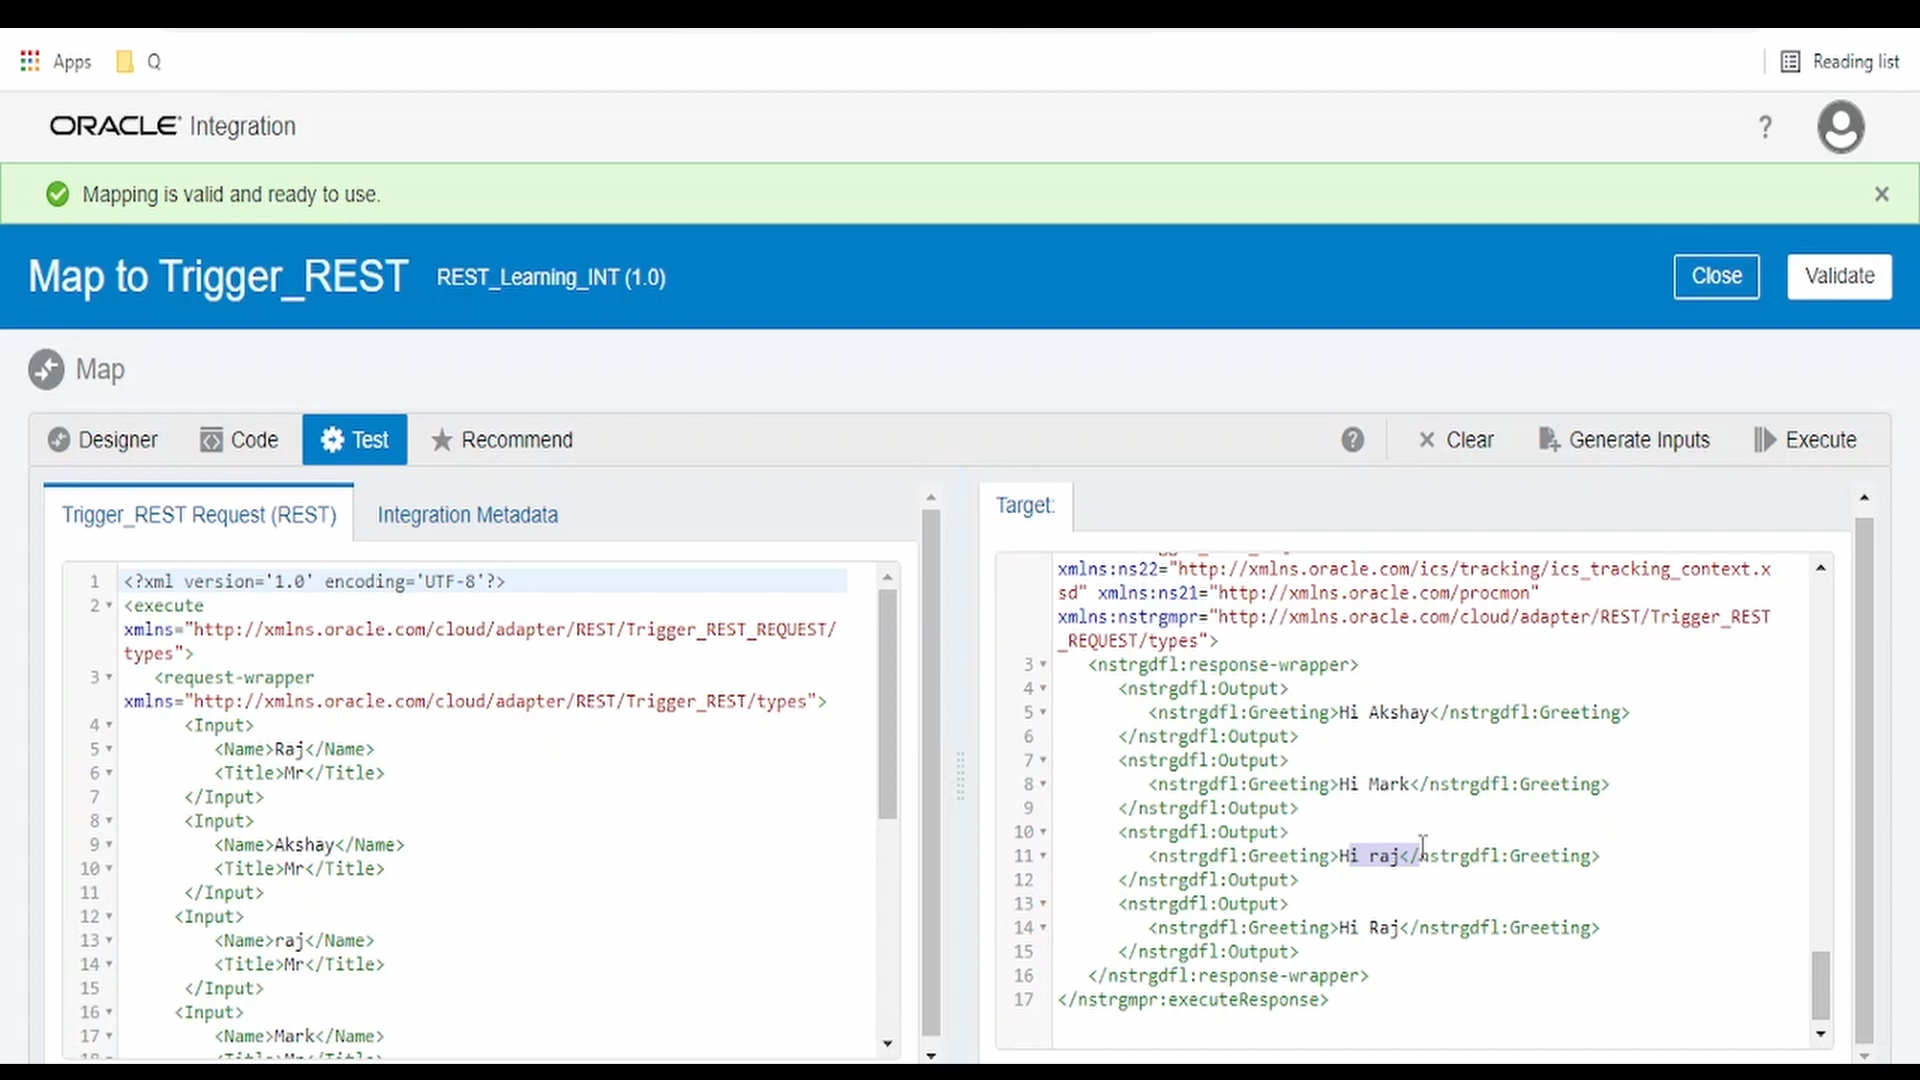 Apps Q Reading list
ORACLE Integration ?
Mapping is valid and ready to use.
Map to Trigger_REST REST_Learning_INT (1.0) Close Validate
Map
Designer Code Test Recommend ? Clear Generate Inputs Execute
Trigger_REST Request (REST) Integration Metadata
1 <?xml version='1.0' encoding='UTF-8'?>
2 <execute
xmlns="http://xmlns.oracle.com/cloud/adapter/REST/Trigger_REST_REQUEST/
types">
3 <request-wrapper
xmlns="http://xmlns.oracle.com/cloud/adapter/REST/Trigger_REST/types">
4 <Input>
5 <Name>Raj</Name>
6 <Title>Mr</Title>
7 </Input>
8 <Input>
9 <Name>Akshay</Name>
10 <Title>Mr</Title>
11 </Input>
12 <Input>
13 <Name>raj</Name>
14 <Title>Mr</Title>
15 </Input>
16 <Input>
17 <Name>Mark</Name>
18 <Title>Mr</Title>
Target:
xmlns:ns22="http://xmlns.oracle.com/ics/tracking/ics_tracking_context.x
sd" xmlns:ns21="http://xmlns.oracle.com/procmon"
xmlns:nstrgmpr="http://xmlns.oracle.com/cloud/adapter/REST/Trigger_REST
_REQUEST/types">
3 <nstrgdfl:response-wrapper>
4 <nstrgdfl:Output>
5 <nstrgdfl:Greeting>Hi Akshay</nstrgdfl:Greeting>
6 </nstrgdfl:Output>
7 <nstrgdfl:Output>
8 <nstrgdfl:Greeting>Hi Mark</nstrgdfl:Greeting>
9 </nstrgdfl:Output>
10 <nstrgdfl:Output>
11 <nstrgdfl:Greeting>Hi raj</nstrgdfl:Greeting>
12 </nstrgdfl:Output>
13 <nstrgdfl:Output>
14 <nstrgdfl:Greeting>Hi Raj</nstrgdfl:Greeting>
15 </nstrgdfl:Output>
16 </nstrgdfl:response-wrapper>
17 </nstrgmpr:executeResponse>